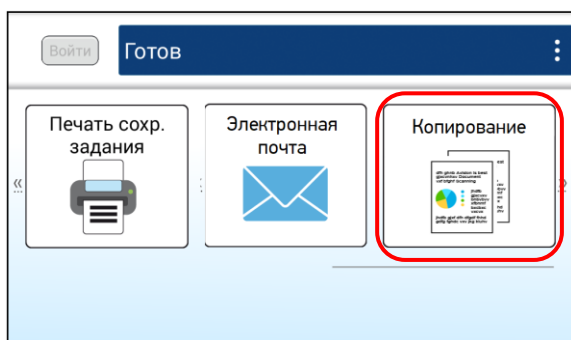 Войти
Готов
Печать сохр.
задания
Электронная
почта
Копирование